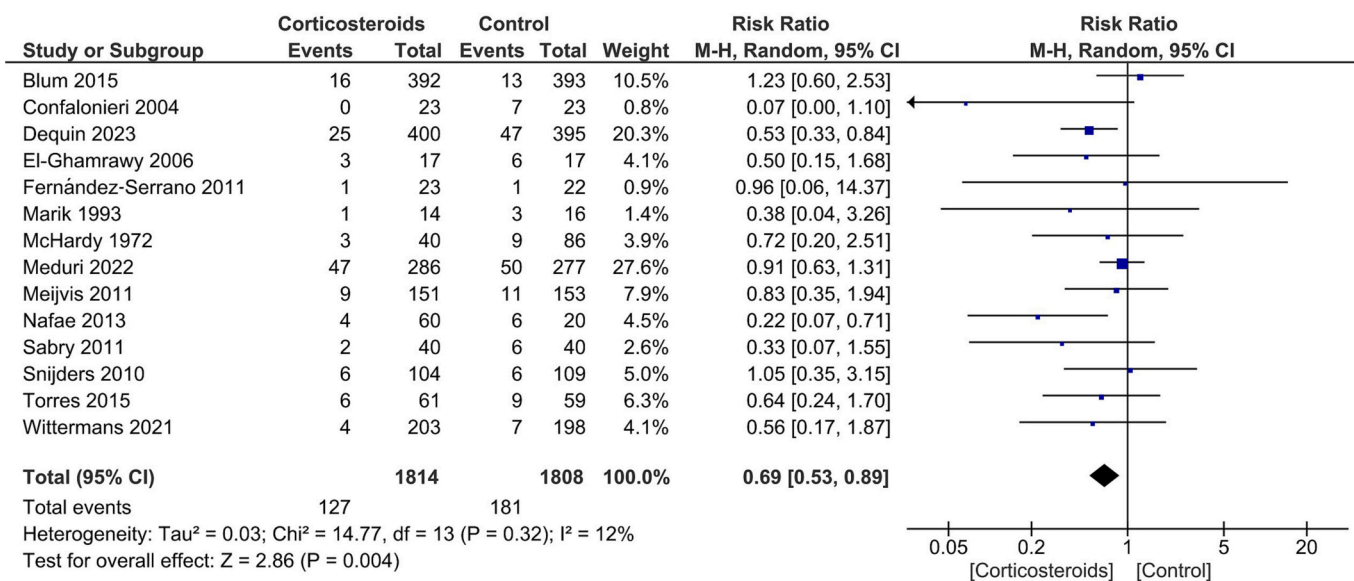 Corticosteroids Control Risk Ratio Risk Ratio
Study or Subgroup Events Total Events Total Weight M-H, Random, 95% CI M-H, Random, 95% CI
Blum 2015 16 392 13 393 10.5% 1.23 [0.60, 2.53]
Confalonieri 2004 0 23 7 23 0.8% 0.07 [0.00, 1.10]
Dequin 2023 25 400 47 395 20.3% 0.53 [0.33, 0.84]
El-Ghamrawy 2006 3 17 6 17 4.1% 0.50 [0.15, 1.68]
Fernández-Serrano 2011 1 23 1 22 0.9% 0.96 [0.06, 14.37]
Marik 1993 1 14 3 16 1.4% 0.38 [0.04, 3.26]
McHardy 1972 3 40 9 86 3.9% 0.72 [0.20, 2.51]
Meduri 2022 47 286 50 277 27.6% 0.91 [0.63, 1.31]
Meijvis 2011 9 151 11 153 7.9% 0.83 [0.35, 1.94]
Nafae 2013 4 60 6 20 4.5% 0.22 [0.07, 0.71]
Sabry 2011 2 40 6 40 2.6% 0.33 [0.07, 1.55]
Snijders 2010 6 104 6 109 5.0% 1.05 [0.35, 3.15]
Torres 2015 6 61 9 59 6.3% 0.64 [0.24, 1.70]
Wittermans 2021 4 203 7 198 4.1% 0.56 [0.17, 1.87]
Total (95% CI) 1814 1808 100.0% 0.69 [0.53, 0.89]
Total events 127 181
Heterogeneity: Tau² = 0.03; Chi² = 14.77, df = 13 (P = 0.32); I² = 12%
Test for overall effect: Z = 2.86 (P = 0.004)
0.05 0.2 1 5 20
[Corticosteroids] [Control]